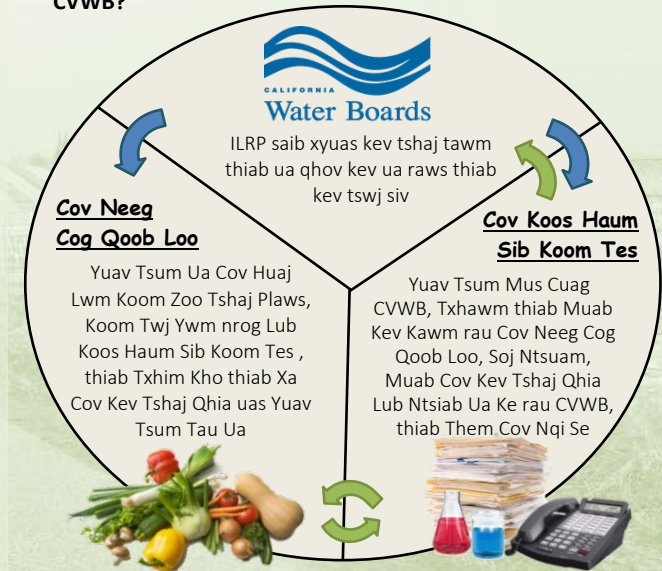 CVWB?
CALIFORNIA
Water Boards
ILRP saib xyuas kev tshaj tawm
thiab ua qhov kev ua raws thiab
kev tswj siv
Cov Neeg
Cog Qoob Loo
Yuav Tsum Ua Cov Huaj
Lwm Koom Zoo Tshaj Plaws,
Koom Twj Ywm nrog Lub
Koos Haum Sib Koom Tes ,
thiab Txhim Kho thiab Xa
Cov Kev Tshaj Qhia uas Yuav
Tsum Tau Ua
Cov Koos Haum
Sib Koom Tes
Yuav Tsum Mus Cuag
CVWB, Txhawm thiab Muab
Kev Kawm rau Cov Neeg Cog
Qoob Loo, Soj Ntsuam,
Muab Cov Kev Tshaj Qhia
Lub Ntsiab Ua Ke rau CVWB,
thiab Them Cov Nqi Se